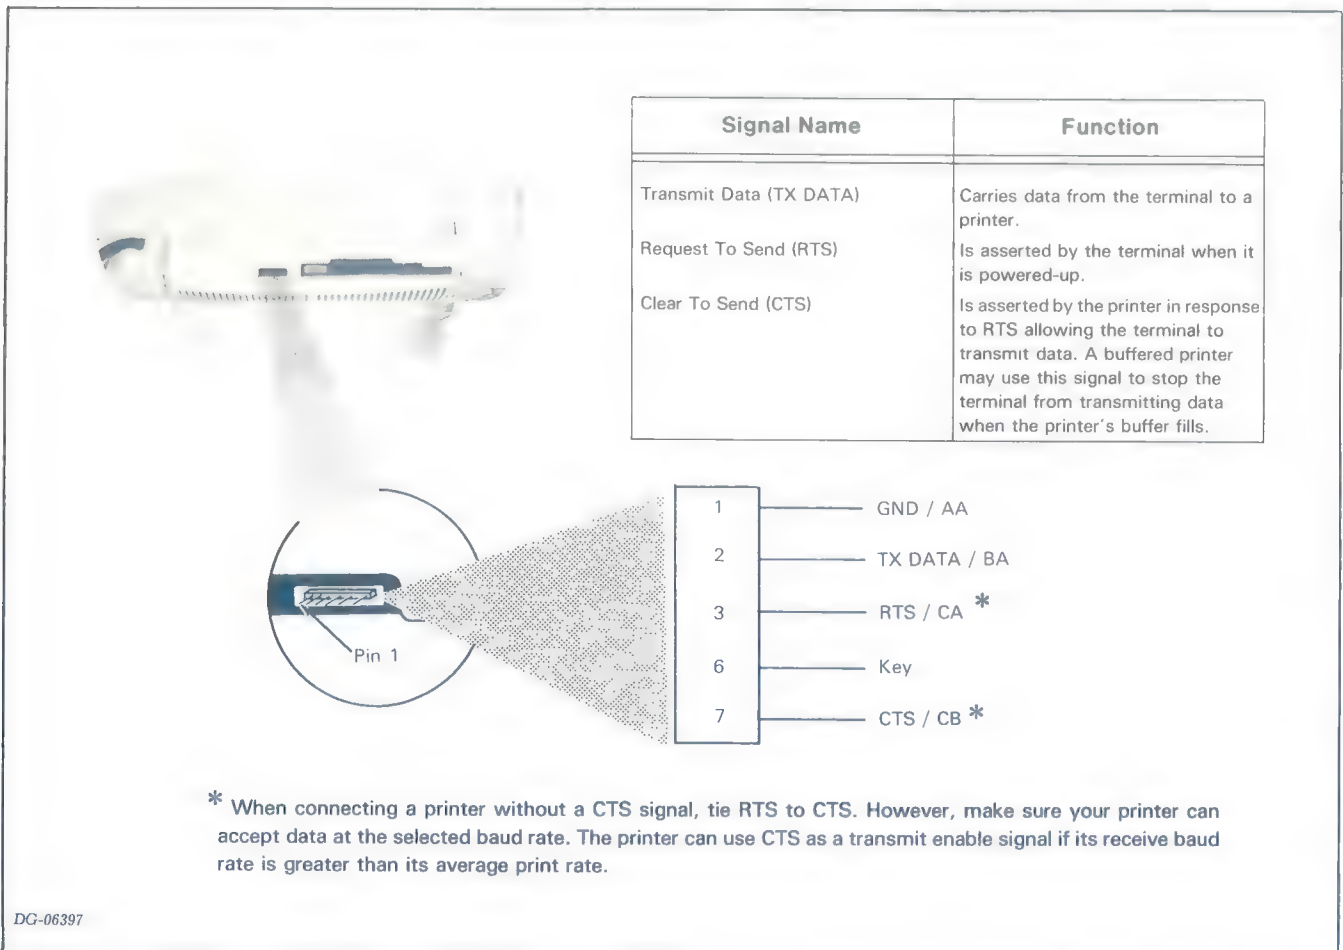 Signal Name Function
Transmit Data (TX DATA) Carries data from the terminal to a
printer.
Request To Send (RTS) Is asserted by the terminal when it
is powered-up.
Clear To Send (CTS) Is asserted by the printer in response
to RTS allowing the terminal to
transmit data. A buffered printer
may use this signal to stop the
terminal from transmitting data
when the printer's buffer fills.
1 GND / AA
2 TX DATA / BA
3 RTS / CA *
6 Key
7 CTS / CB *
Pin 1
* When connecting a printer without a CTS signal, tie RTS to CTS. However, make sure your printer can
accept data at the selected baud rate. The printer can use CTS as a transmit enable signal if its receive baud
rate is greater than its average print rate.
DG-06397